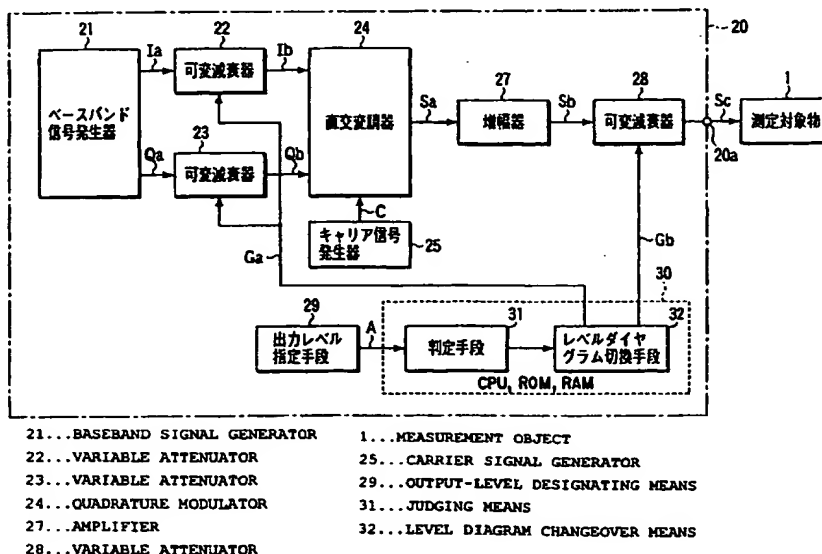 21
22
24
20
Ia
Ib
27
28
1
可変減衰器
Sa
Sb
Sc
ベースバンド
信号発生器
直交変調器
増幅器
可変減衰器
測定対象物
23
20a
Qa
可変減衰器
Qb
C
キャリア信号
発生器
25
Ga
Gb
30
29
31
32
出力レベル
指定手段
A
判定手段
レベルダイヤ
グラム切換手段
CPU, ROM, RAM
21...BASEBAND SIGNAL GENERATOR
22...VARIABLE ATTENUATOR
23...VARIABLE ATTENUATOR
24...QUADRATURE MODULATOR
27...AMPLIFIER
28...VARIABLE ATTENUATOR
1...MEASUREMENT OBJECT
25...CARRIER SIGNAL GENERATOR
29...OUTPUT-LEVEL DESIGNATING MEANS
31...JUDGING MEANS
32...LEVEL DIAGRAM CHANGEOVER MEANS